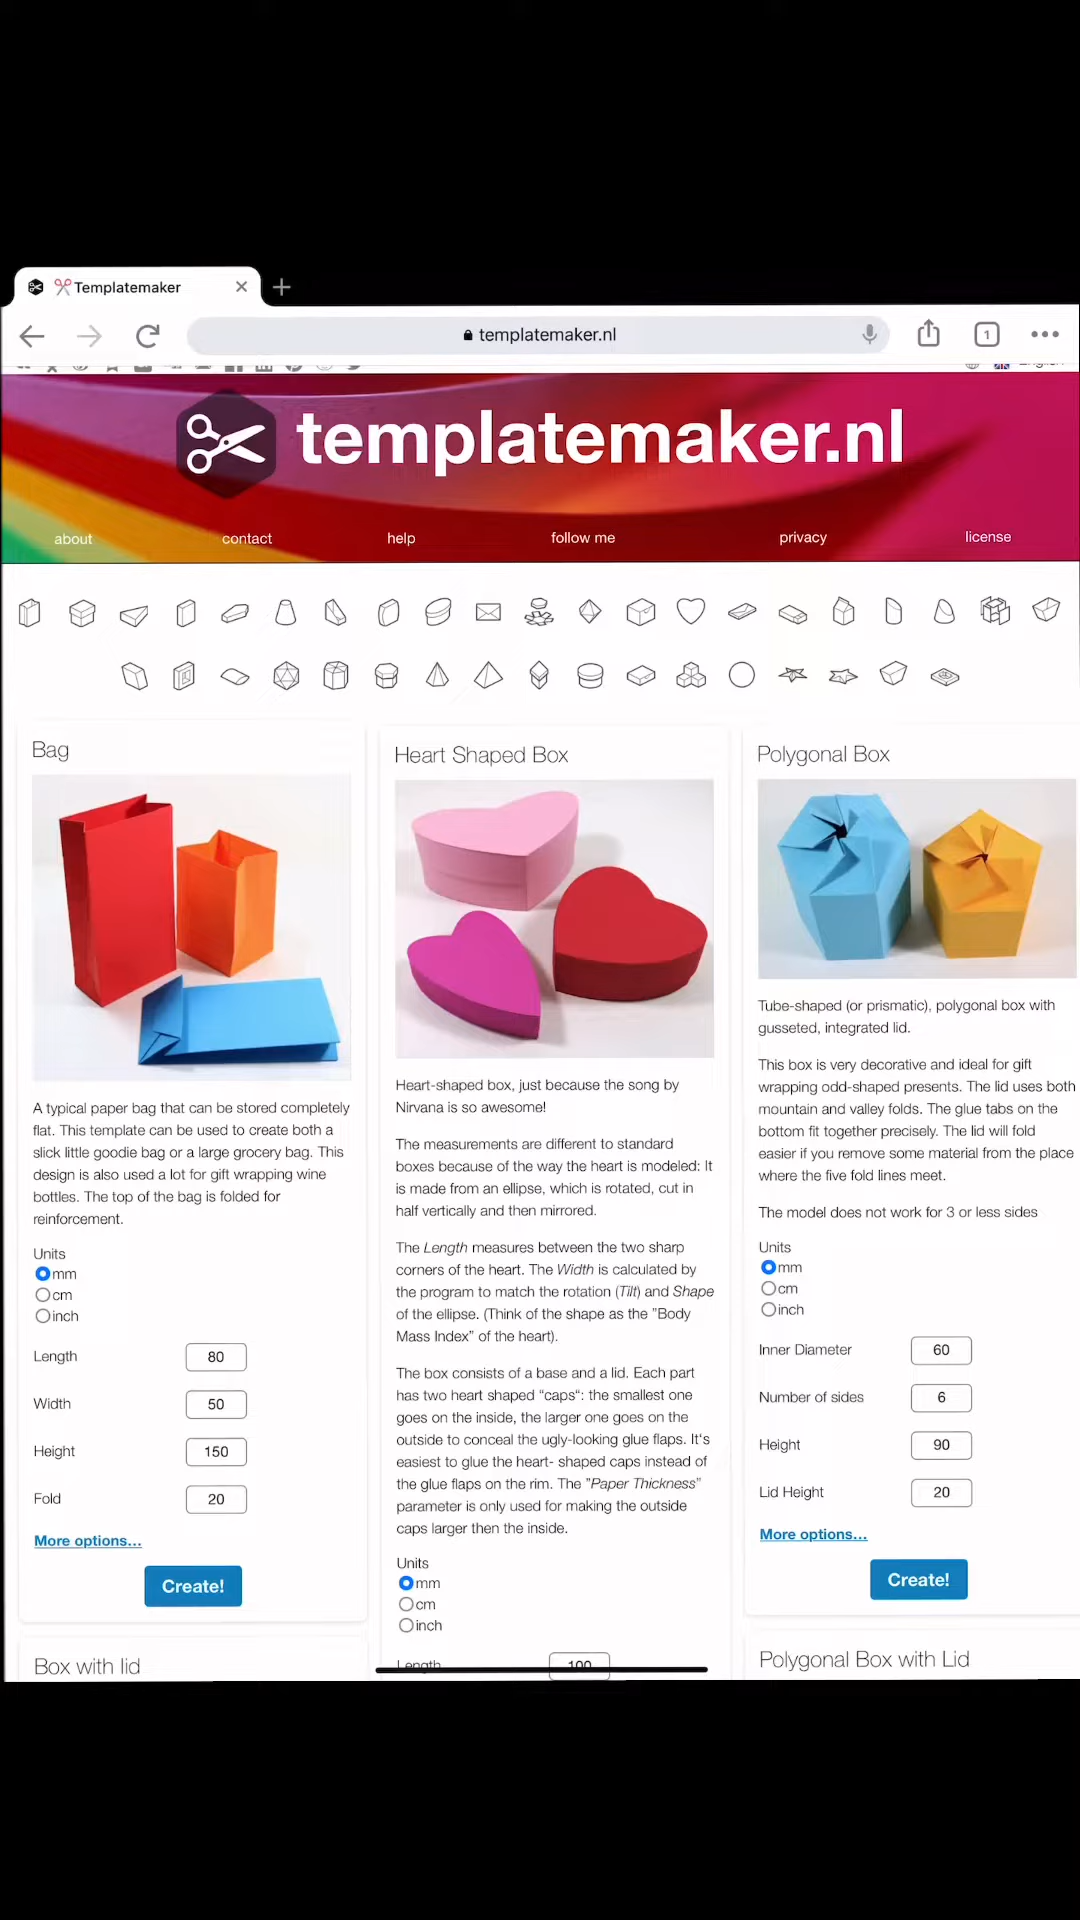 Templatemaker
templatemaker.nl
1
templatemaker.nl
about
contact
help
follow me
privacy
license
Bag
A typical paper bag that can be stored completely
flat. This template can be used to create both a
slick little goodie bag or a large grocery bag. This
design is also used a lot for gift wrapping wine
bottles. The top of the bag is folded for
reinforcement.
Units
mm
cm
inch
Length 80
Width 50
Height 150
Fold 20
More options...
Create!
Box with lid
Heart Shaped Box
Heart-shaped box, just because the song by
Nirvana is so awesome!
The measurements are different to standard
boxes because of the way the heart is modeled: It
is made from an ellipse, which is rotated, cut in
half vertically and then mirrored.
The Length measures between the two sharp
corners of the heart. The Width is calculated by
the program to match the rotation (Tilt) and Shape
of the ellipse. (Think of the shape as the "Body
Mass Index" of the heart).
The box consists of a base and a lid. Each part
has two heart shaped "caps": the smallest one
goes on the inside, the larger one goes on the
outside to conceal the ugly-looking glue flaps. It's
easiest to glue the heart- shaped caps instead of
the glue flaps on the rim. The "Paper Thickness"
parameter is only used for making the outside
caps larger then the inside.
Units
mm
cm
inch
Length 100
Polygonal Box
Tube-shaped (or prismatic), polygonal box with
gusseted, integrated lid.
This box is very decorative and ideal for gift
wrapping odd-shaped presents. The lid uses both
mountain and valley folds. The glue tabs on the
bottom fit together precisely. The lid will fold
easier if you remove some material from the place
where the five fold lines meet.
The model does not work for 3 or less sides
Units
mm
cm
inch
Inner Diameter 60
Number of sides 6
Height 90
Lid Height 20
More options...
Create!
Polygonal Box with Lid